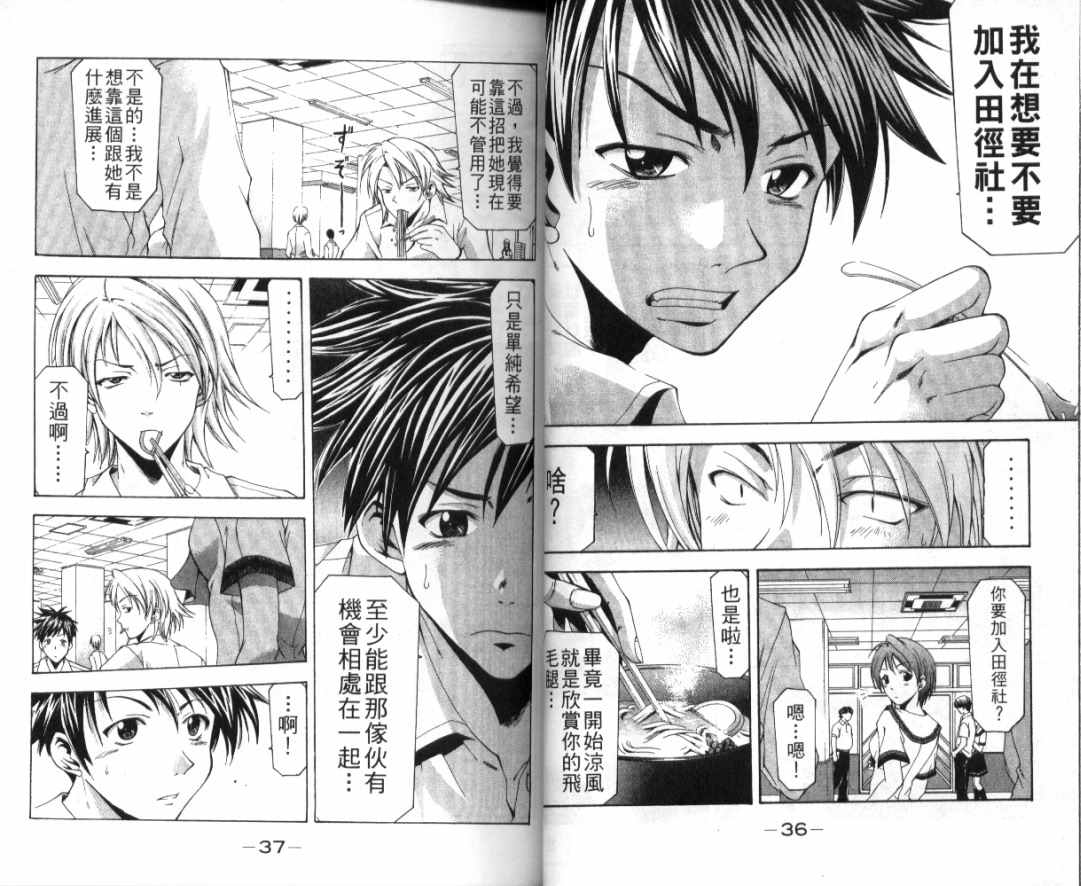 我在想要不要
加入田徑社…
………
啥？
你要加入田徑社？
嗯…嗯！
也是啦…
畢竟一開始涼風
就是欣賞你的飛
毛腿…
－36－
不過，我覺得要
靠這招把她現在
可能不管用了…
ずぞ
不是的…我不是
想靠這個跟她有
什麼進展…
只是單純希望…
至少能跟那傢伙有
機會相處在一起…
………
不過啊……
…啊！
－37－